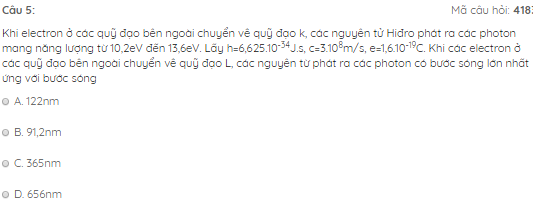 Câu 5: Mã câu hỏi: 418
Khi electron ở các quỹ đạo bên ngoài chuyển về quỹ đạo k, các nguyên tử Hiđro phát ra các photon
mang năng lượng từ 10,2eV đến 13,6eV. Lấy h=6,625.10⁻³⁴J.s, c=3.10⁸m/s, e=1,6.10⁻¹⁹C. Khi các electron ở
các quỹ đạo bên ngoài chuyển về quỹ đạo L, các nguyên tử phát ra các photon có bước sóng lớn nhất
ứng với bước sóng
A. 122nm
B. 91,2nm
C. 365nm
D. 656nm